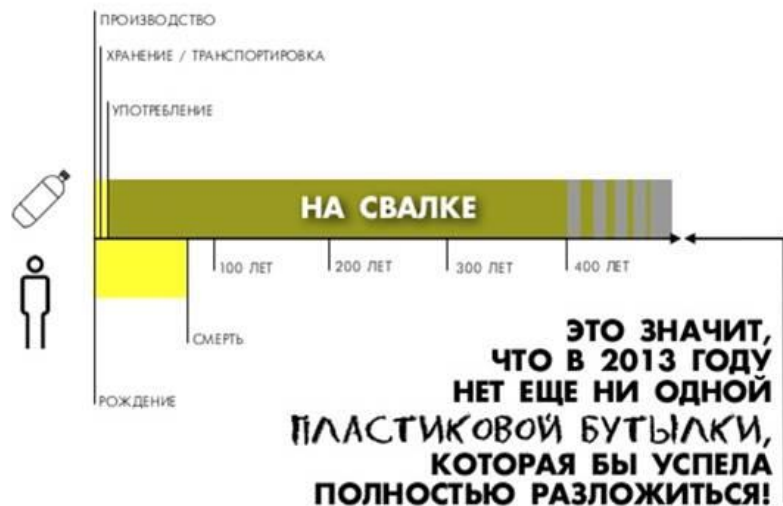 ПРОИЗВОДСТВО
ХРАНЕНИЕ / ТРАНСПОРТИРОВКА
УПОТРЕБЛЕНИЕ
НА СВАЛКЕ
100 ЛЕТ
200 ЛЕТ
300 ЛЕТ
400 ЛЕТ
СМЕРТЬ
РОЖДЕНИЕ
ЭТО ЗНАЧИТ,
ЧТО В 2013 ГОДУ
НЕТ ЕЩЕ НИ ОДНОЙ
ПЛАСТИКОВОЙ БУТЫЛКИ,
КОТОРАЯ БЫ УСПЕЛА
ПОЛНОСТЬЮ РАЗЛОЖИТЬСЯ!